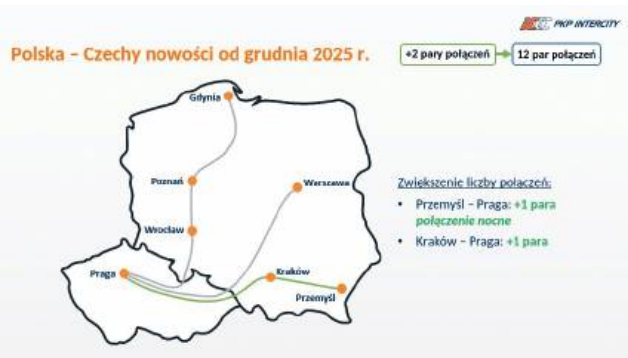 PKP INTERCITY
Polska – Czechy nowości od grudnia 2025 r.
+2 pary połączeń
12 par połączeń
Gdynia
Poznań
Warszawa
Wrocław
Praga
Kraków
Przemyśl
Zwiększenie liczby połączeń:
• Przemyśl – Praga: +1 para
połączenie nocne
• Kraków – Praga: +1 para